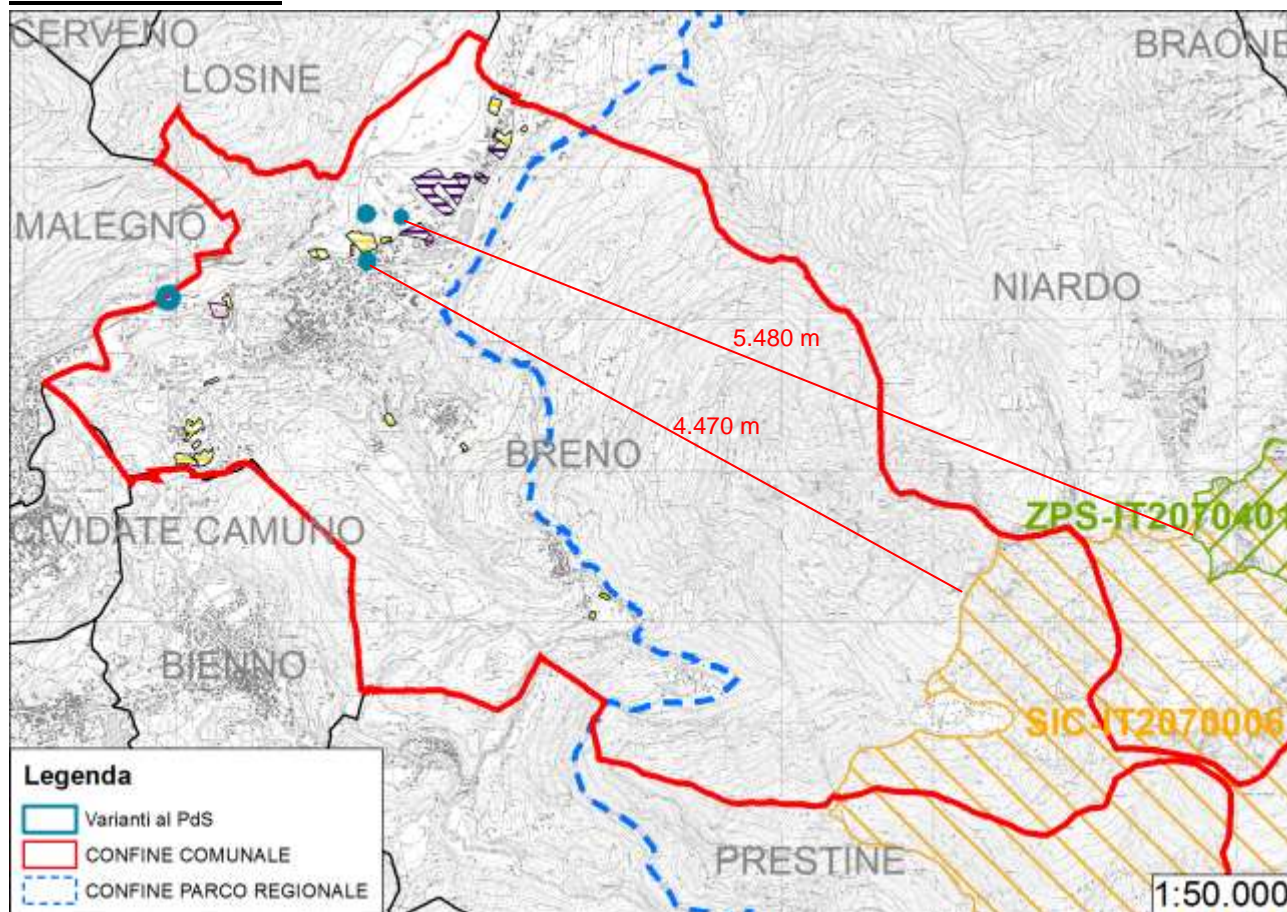 CERVENO
BRAONE
LOSINE
MALEGNO
NIARDO
5.480 m
4.470 m
BRENO
ZPS-IT207040
CIVIDATE CAMUNO
BIENNO
SIC-IT2070006
Legenda
Varianti al PdS
CONFINE COMUNALE
CONFINE PARCO REGIONALE
PRESTINE
1:50.000